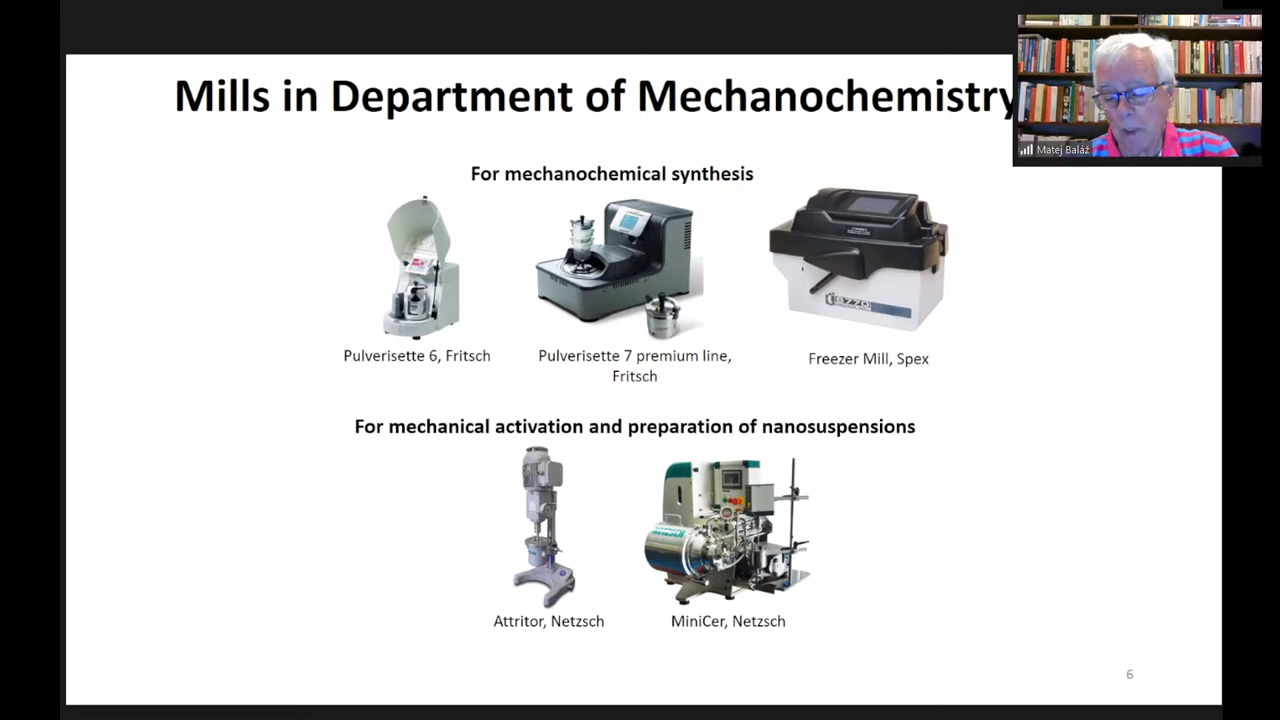 Mills in Department of Mechanochemistry
Matej Baláž
For mechanochemical synthesis
6770
Pulverisette 6, Fritsch
Pulverisette 7 premium line,
Fritsch
Freezer Mill, Spex
For mechanical activation and preparation of nanosuspensions
Attritor, Netzsch
MiniCer, Netzsch
6